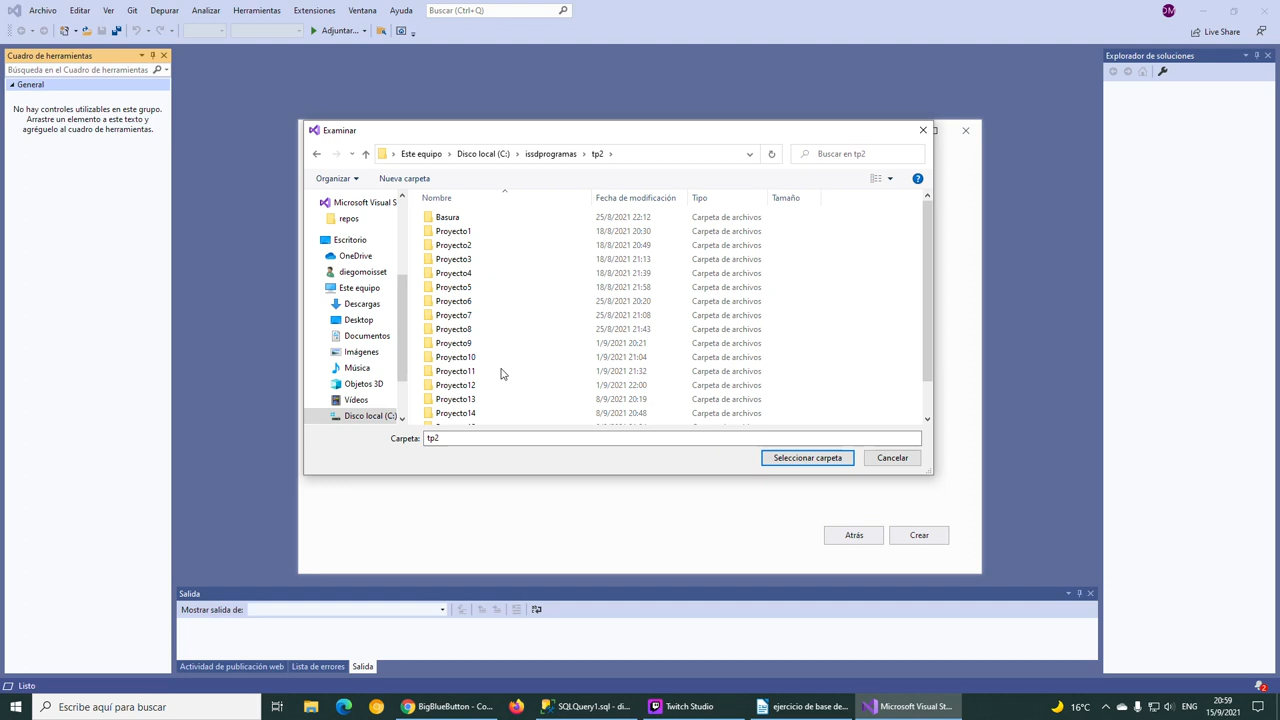 Archivo Editar Ver Git Depurar Analizar Herramientas Extensiones Ventana Ayuda Buscar (Ctrl+Q) DM
Adjuntar... Live Share
Cuadro de herramientas
Búsqueda en el Cuadro de herramientas
General
No hay controles utilizables en este grupo.
Arrastre un elemento a este texto y
agréguelo al cuadro de herramientas.
Explorador de soluciones
Examinar
Este equipo > Disco local (C:) > issdprogramas > tp2 >
Buscar en tp2
Organizar Nueva carpeta
Microsoft Visual S
repos
Escritorio
OneDrive
diegomoisset
Este equipo
Descargas
Desktop
Documentos
Imágenes
Música
Objetos 3D
Vídeos
Disco local (C:)
Nombre Fecha de modificación Tipo Tamaño
Basura 25/8/2021 22:12 Carpeta de archivos
Proyecto1 18/8/2021 20:30 Carpeta de archivos
Proyecto2 18/8/2021 20:49 Carpeta de archivos
Proyecto3 18/8/2021 21:13 Carpeta de archivos
Proyecto4 18/8/2021 21:39 Carpeta de archivos
Proyecto5 18/8/2021 21:58 Carpeta de archivos
Proyecto6 25/8/2021 20:20 Carpeta de archivos
Proyecto7 25/8/2021 21:08 Carpeta de archivos
Proyecto8 25/8/2021 21:43 Carpeta de archivos
Proyecto9 1/9/2021 20:21 Carpeta de archivos
Proyecto10 1/9/2021 21:04 Carpeta de archivos
Proyecto11 1/9/2021 21:32 Carpeta de archivos
Proyecto12 1/9/2021 22:00 Carpeta de archivos
Proyecto13 8/9/2021 20:19 Carpeta de archivos
Proyecto14 8/9/2021 20:48 Carpeta de archivos
Carpeta: tp2
Seleccionar carpeta Cancelar
Atrás Crear
Salida
Mostrar salida de:
Actividad de publicación web Lista de errores Salida
Listo 2
Escribe aquí para buscar
BigBlueButton - Co...
SQLQuery1.sql - di...
Twitch Studio
ejercicio de base de...
Microsoft Visual St...
16°C
20:59
15/9/2021
2